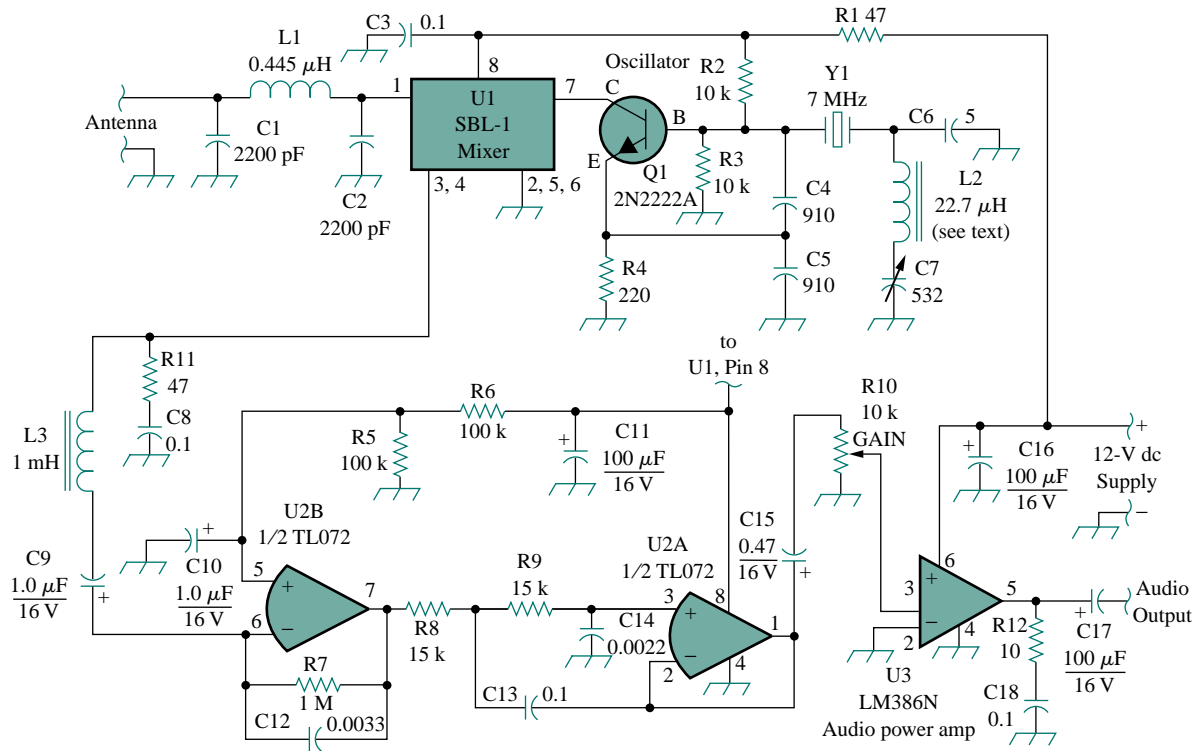 C3
0.1
R1 47
L1
0.445 µH
8
Oscillator
R2
10 k
Y1
7 MHz
1
U1
SBL-1
Mixer
7
C
B
E
C6
5
Antenna
C1
2200 pF
C2
2200 pF
3, 4
2, 5, 6
Q1
2N2222A
R3
10 k
C4
910
L2
22.7 µH
(see text)
R4
220
C5
910
C7
532
R11
47
C8
0.1
L3
1 mH
to
U1, Pin 8
R6
100 k
R5
100 k
+
C11
100 µF
16 V
R10
10 k
GAIN
+
C16
100 µF
16 V
+
12-V dc
Supply
−
U2B
1/2 TL072
+
C10
1.0 µF
16 V
C9
1.0 µF
16 V
+
5
+
6
−
7
R8
15 k
R9
15 k
U2A
1/2 TL072
C14
0.0022
3
+
8
−
2
4
1
C15
0.47
16 V
+
R7
1 M
C12
0.0033
C13
0.1
6
3
+
5
−
2
4
U3
LM386N
Audio power amp
R12
10
C18
0.1
+
C17
100 µF
16 V
Audio
Output